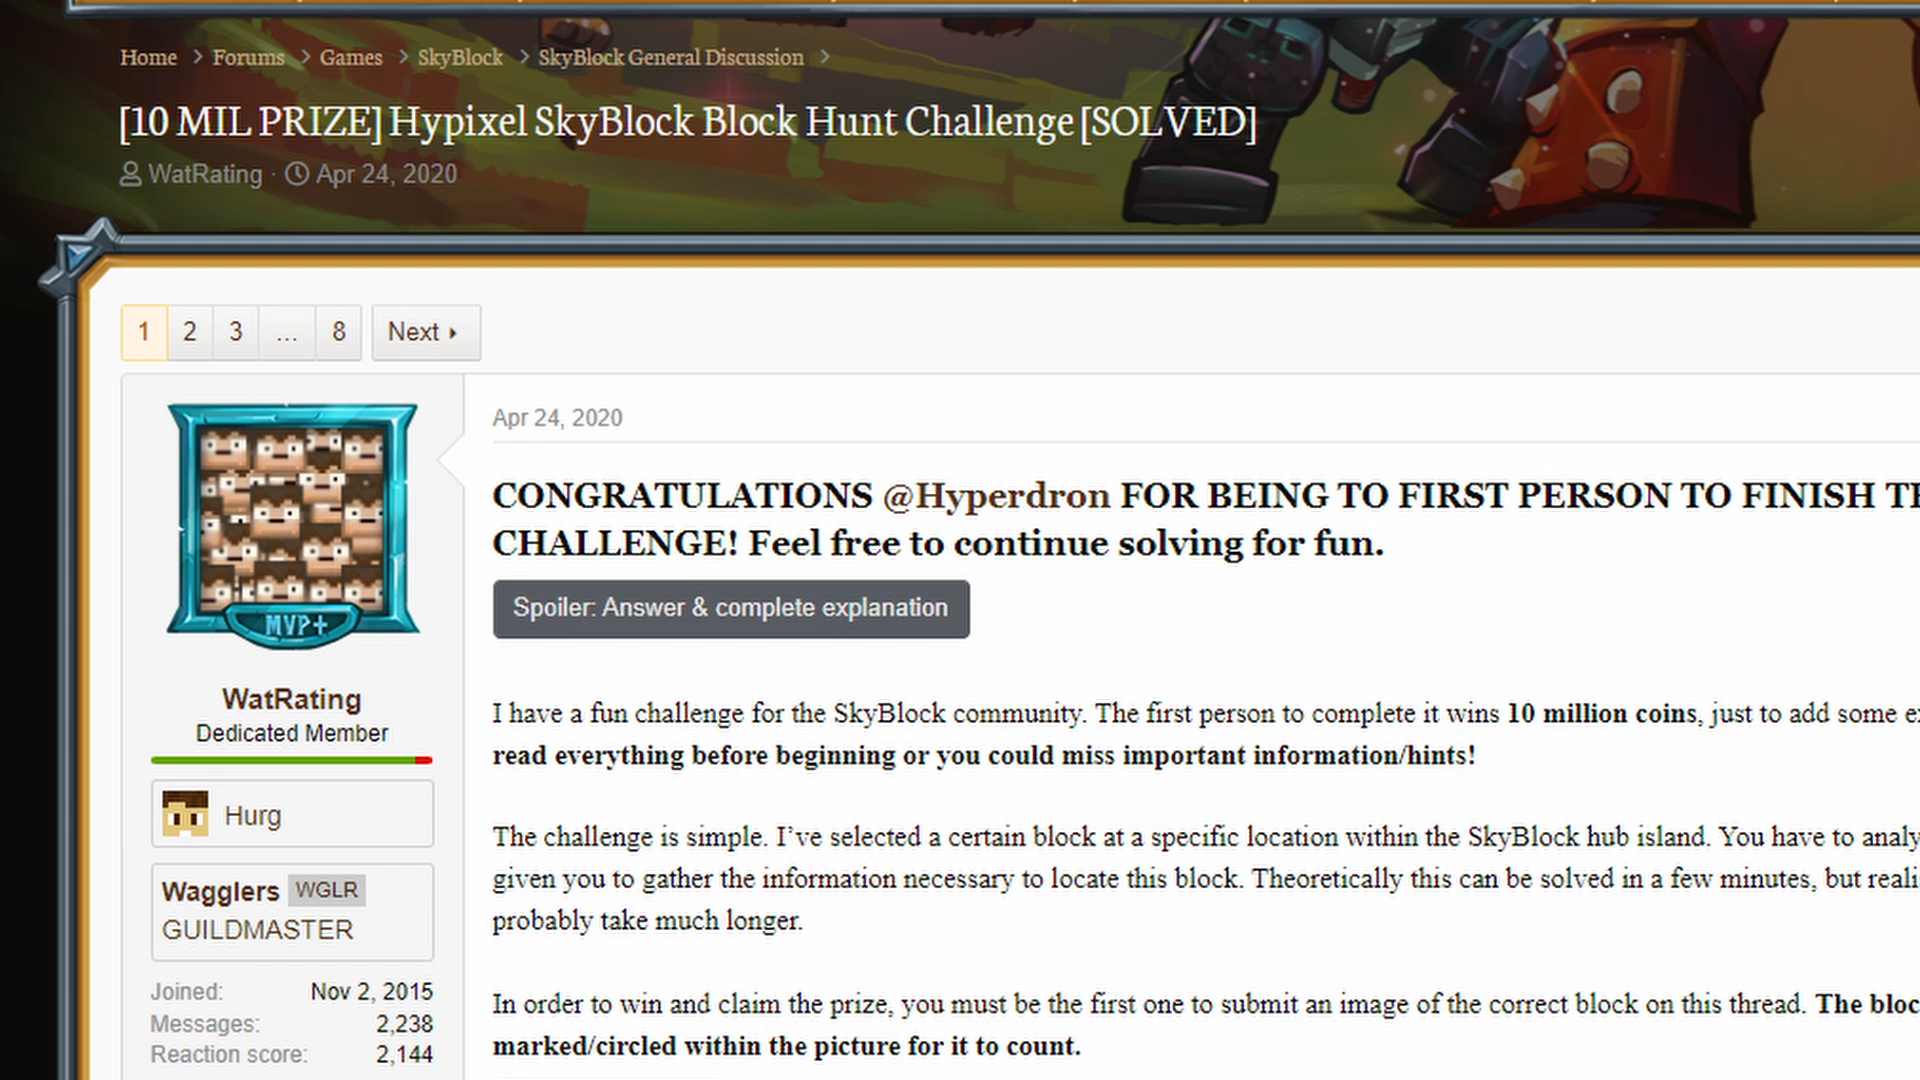 Home > Forums > Games > SkyBlock > SkyBlock General Discussion >
[10 MIL PRIZE] Hypixel SkyBlock Block Hunt Challenge [SOLVED]
WatRating · Apr 24, 2020
1 2 3 ... 8 Next
MVP+
WatRating
Dedicated Member
Hurg
Wagglers WGLR
GUILDMASTER
Joined: Nov 2, 2015
Messages: 2,238
Reaction score: 2,144
Apr 24, 2020
CONGRATULATIONS @Hyperdron FOR BEING TO FIRST PERSON TO FINISH
CHALLENGE! Feel free to continue solving for fun.
Spoiler: Answer & complete explanation
I have a fun challenge for the SkyBlock community. The first person to complete it wins 10 million coins, just to add some
read everything before beginning or you could miss important information/hints!
The challenge is simple. I’ve selected a certain block at a specific location within the SkyBlock hub island. You have to
given you to gather the information necessary to locate this block. Theoretically this can be solved in a few minutes, but
probably take much longer.
In order to win and claim the prize, you must be the first one to submit an image of the correct block on this thread. The
marked/circled within the picture for it to count.